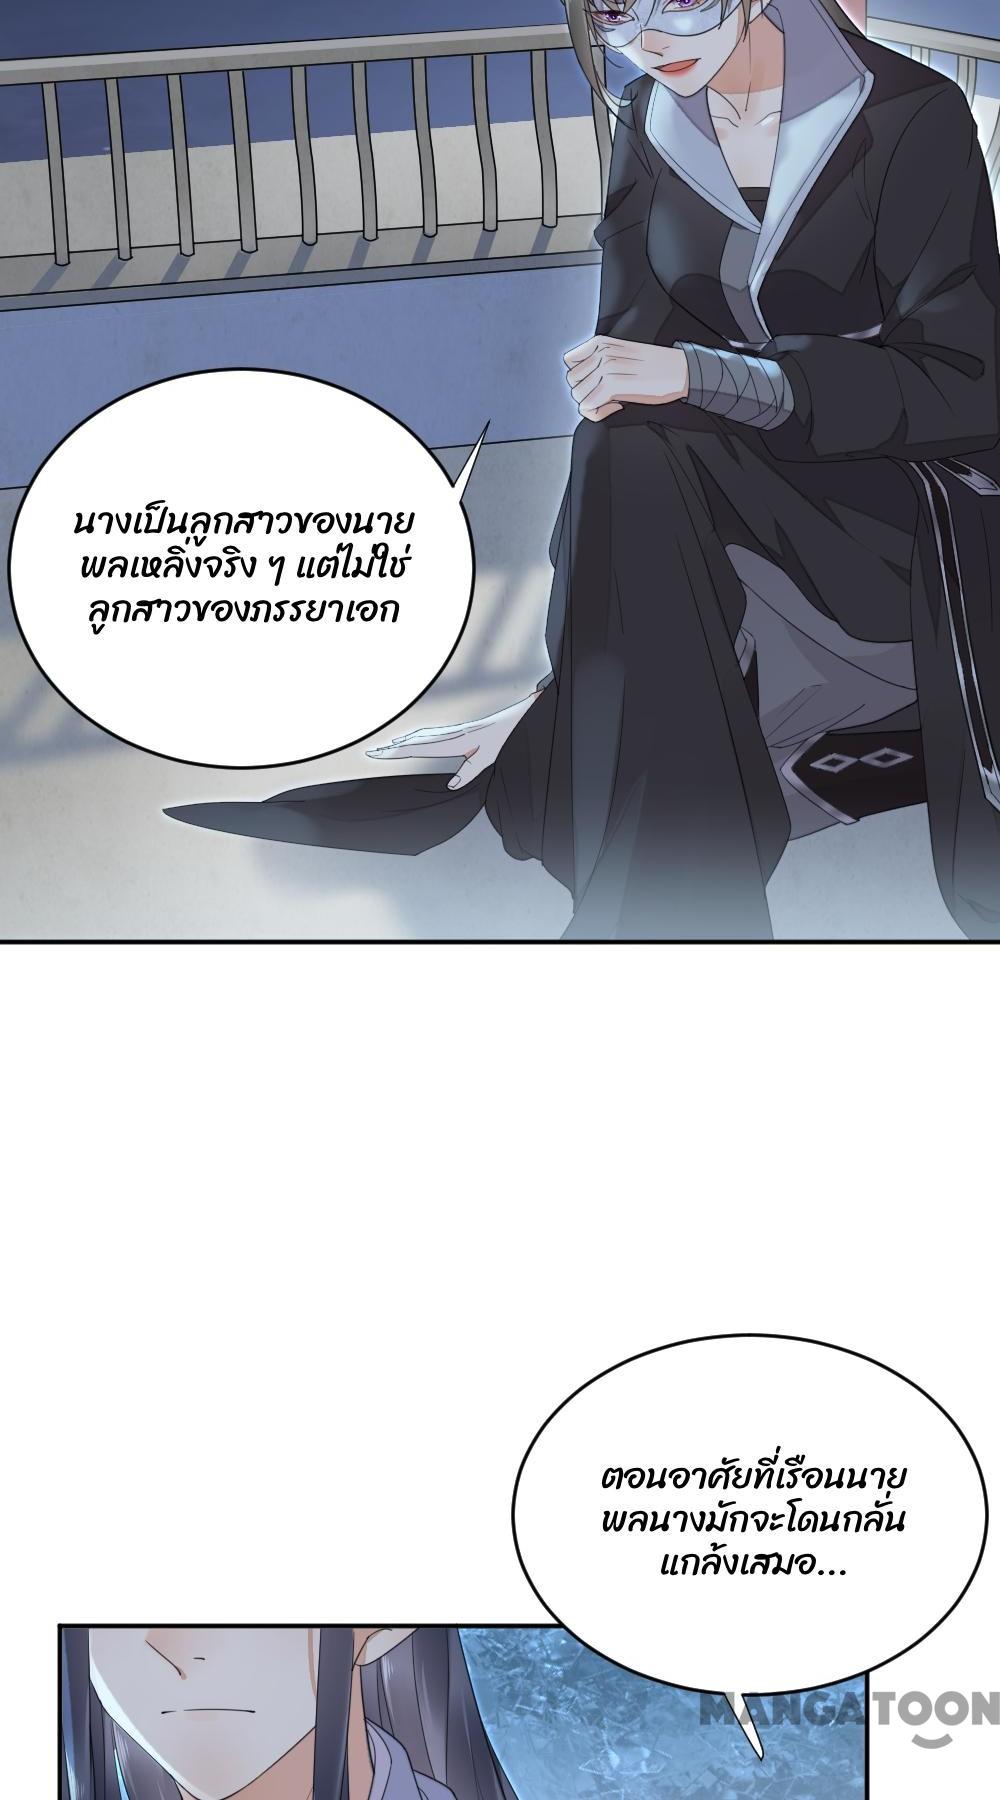 นางเป็นลูกสาวของนาย
พลเหลิ่งจริง ๆ แต่ไม่ใช่
ลูกสาวของภรรยาเอก
ตอนอาศัยที่เรือนนาย
พลนางมักจะโดนกลั่น
แกล้งเสมอ...
MANGATOON